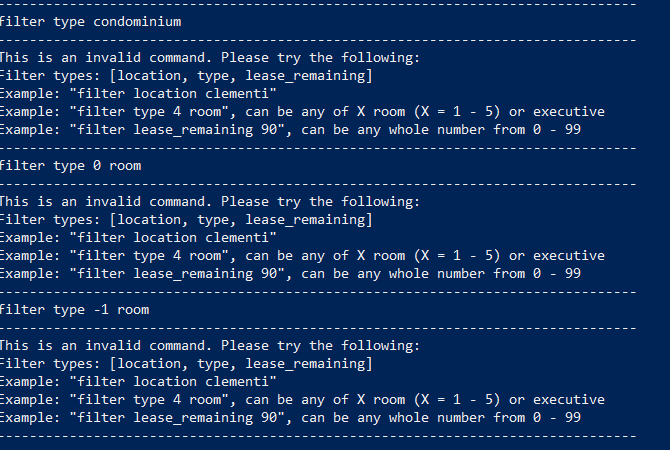 --------------------------------------------------------------------------------
filter type condominium
--------------------------------------------------------------------------------
This is an invalid command. Please try the following:
Filter types: [location, type, lease_remaining]
Example: "filter location clementi"
Example: "filter type 4 room", can be any of X room (X = 1 - 5) or executive
Example: "filter lease_remaining 90", can be any whole number from 0 - 99
--------------------------------------------------------------------------------
filter type 0 room
--------------------------------------------------------------------------------
This is an invalid command. Please try the following:
Filter types: [location, type, lease_remaining]
Example: "filter location clementi"
Example: "filter type 4 room", can be any of X room (X = 1 - 5) or executive
Example: "filter lease_remaining 90", can be any whole number from 0 - 99
--------------------------------------------------------------------------------
filter type -1 room
--------------------------------------------------------------------------------
This is an invalid command. Please try the following:
Filter types: [location, type, lease_remaining]
Example: "filter location clementi"
Example: "filter type 4 room", can be any of X room (X = 1 - 5) or executive
Example: "filter lease_remaining 90", can be any whole number from 0 - 99
--------------------------------------------------------------------------------